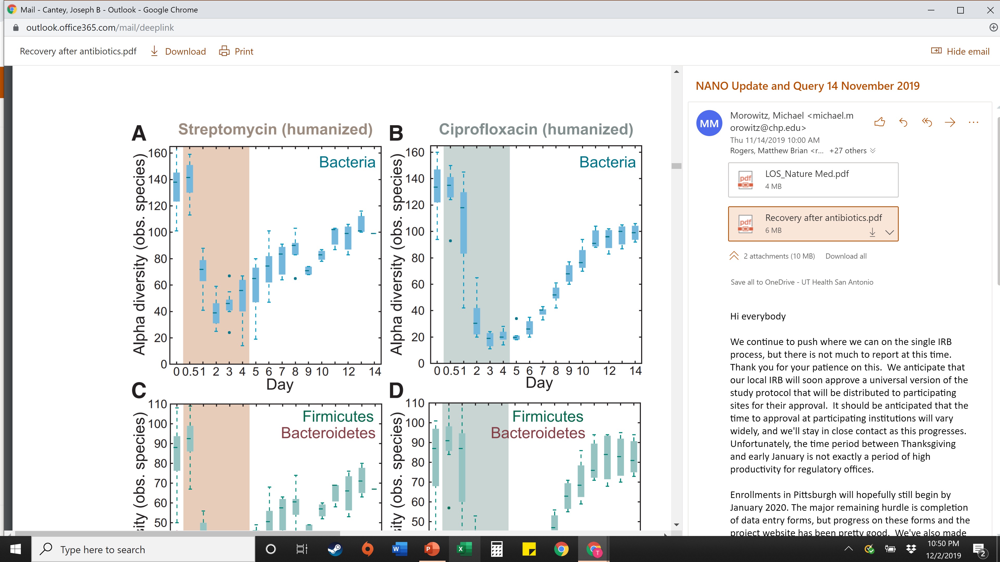 Mail - Cantey, Joseph B - Outlook - Google Chrome
outlook.office365.com/mail/deeplink
Recovery after antibiotics.pdf Download Print Hide email
A Streptomycin (humanized)
Alpha diversity (obs. species)
160
140
120
100
80
60
40
20
0
Bacteria
0 0.5 1 2 3 4 5 6 7 8 9 10 12 14
Day
B Ciprofloxacin (humanized)
Alpha diversity (obs. species)
160
140
120
100
80
60
40
20
0
Bacteria
0 0.5 1 2 3 4 5 6 7 8 9 10 12 14
Day
C
110
100
90
80
70
60
50
(obs. species)
Firmicutes
Bacteroidetes
D
110
100
90
80
70
60
50
(obs. species)
Firmicutes
Bacteroidetes
NANO Update and Query 14 November 2019
MM
Morowitz, Michael <michael.m
orowitz@chp.edu>
Thu 11/14/2019 10:00 AM
Rogers, Matthew Brian <r... +27 others
pdf
LOS_Nature Med.pdf
4 MB
pdf
Recovery after antibiotics.pdf
6 MB
2 attachments (10 MB) Download all
Save all to OneDrive - UT Health San Antonio
Hi everybody
We continue to push where we can on the single IRB
process, but there is not much to report at this time.
Thank you for your patience on this. We anticipate that
our local IRB will soon approve a universal version of the
study protocol that will be distributed to participating
sites for their approval. It should be anticipated that the
time to approval at participating institutions will vary
widely, and we'll stay in close contact as this progresses.
Unfortunately, the time period between Thanksgiving
and early January is not exactly a period of high
productivity for regulatory offices.
Enrollments in Pittsburgh will hopefully still begin by
January 2020. The major remaining hurdle is completion
of data entry forms, but progress on these forms and the
project website has been pretty good. We've also made
Type here to search
W
P
X
T
10:50 PM
12/2/2019
2